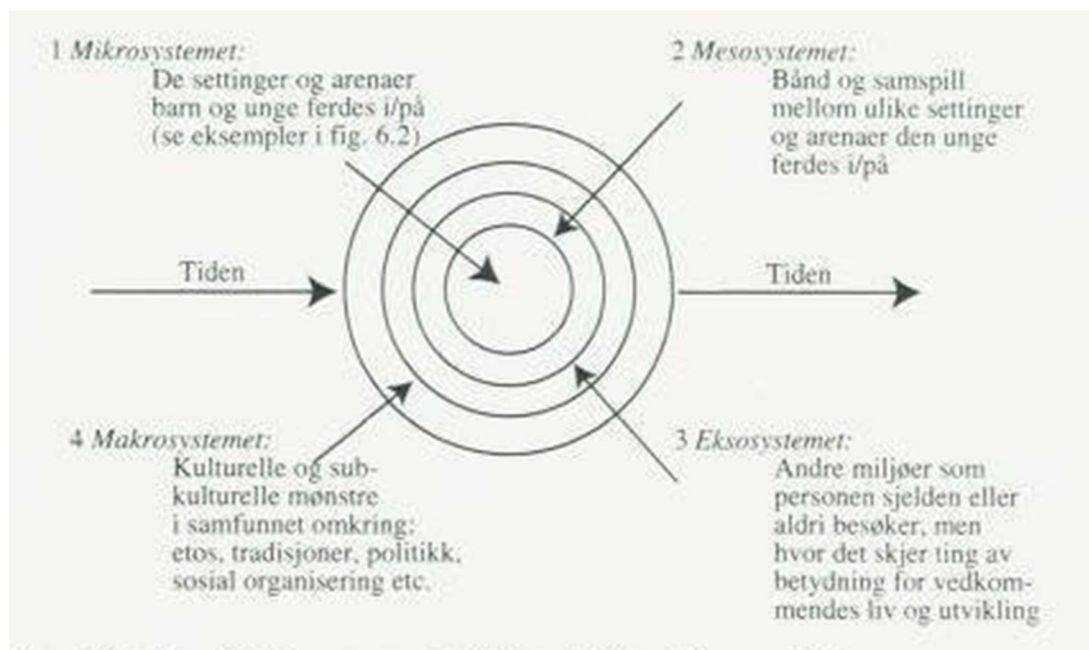 1 Mikrosystemet:
De settinger og arenaer
barn og unge ferdes i/på
(se eksempler i fig. 6.2)
2 Mesosystemet:
Bånd og samspill
mellom ulike settinger
og arenaer den unge
ferdes i/på
Tiden
Tiden
4 Makrosystemet:
Kulturelle og sub-
kulturelle mønstre
i samfunnet omkring:
etos, tradisjoner, politikk,
sosial organisering etc.
3 Eksosystemet:
Andre miljøer som
personen sjelden eller
aldri besøker, men
hvor det skjer ting av
betydning for vedkom-
mendes liv og utvikling